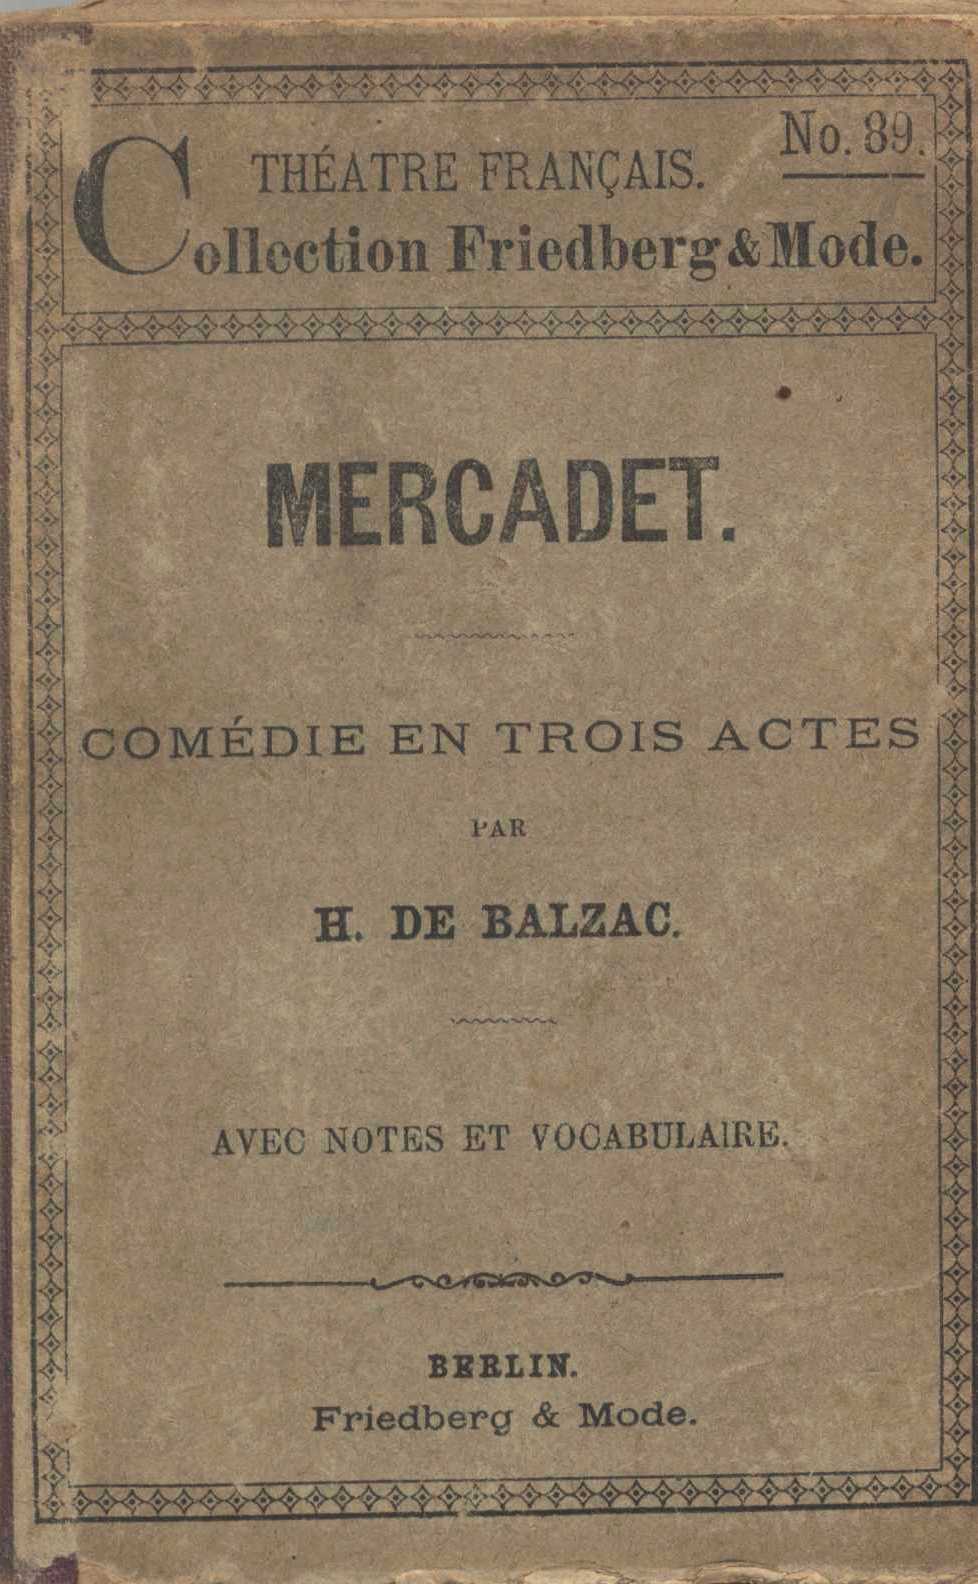 No. 89.
THÉATRE FRANÇAIS.
Collection Friedberg & Mode.
MERCADET.
COMÉDIE EN TROIS ACTES
PAR
H. DE BALZAC.
AVEC NOTES ET VOCABULAIRE.
BERLIN.
Friedberg & Mode.